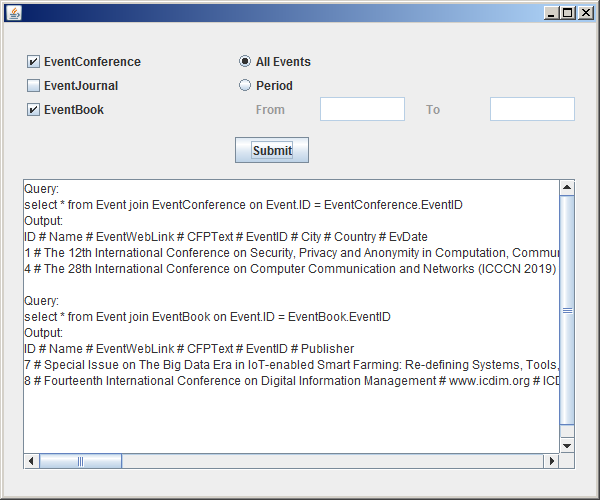 EventConference
All Events
EventJournal
Period
EventBook
From
To
Submit
Query:
select * from Event join EventConference on Event.ID = EventConference.EventID
Output:
ID # Name # EventWebLink # CFPText # EventID # City # Country # EvDate
1 # The 12th International Conference on Security, Privacy and Anonymity in Computation, Commu
4 # The 28th International Conference on Computer Communication and Networks (ICCCN 2019)
Query:
select * from Event join EventBook on Event.ID = EventBook.EventID
Output:
ID # Name # EventWebLink # CFPText # EventID # Publisher
7 # Special Issue on The Big Data Era in IoT-enabled Smart Farming: Re-defining Systems, Tools,
8 # Fourteenth International Conference on Digital Information Management # www.icdim.org # ICD